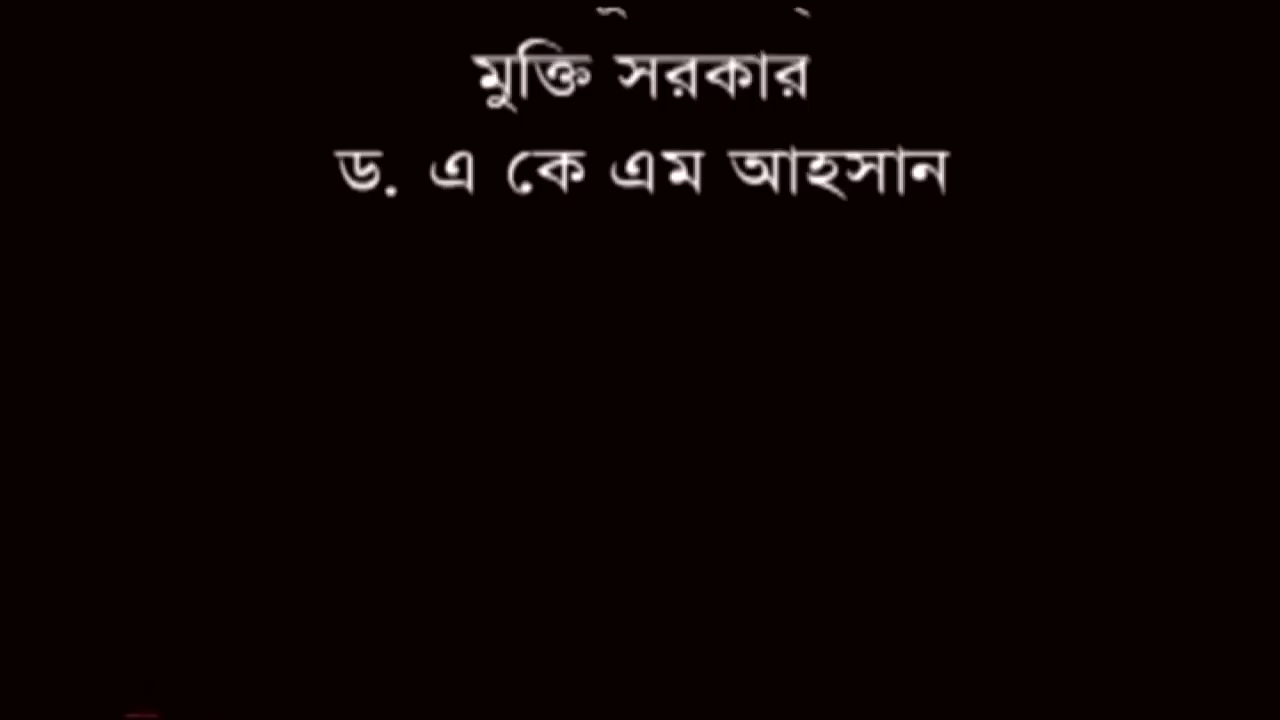 মুক্তি সরকার
ড. এ কে এম আহসান